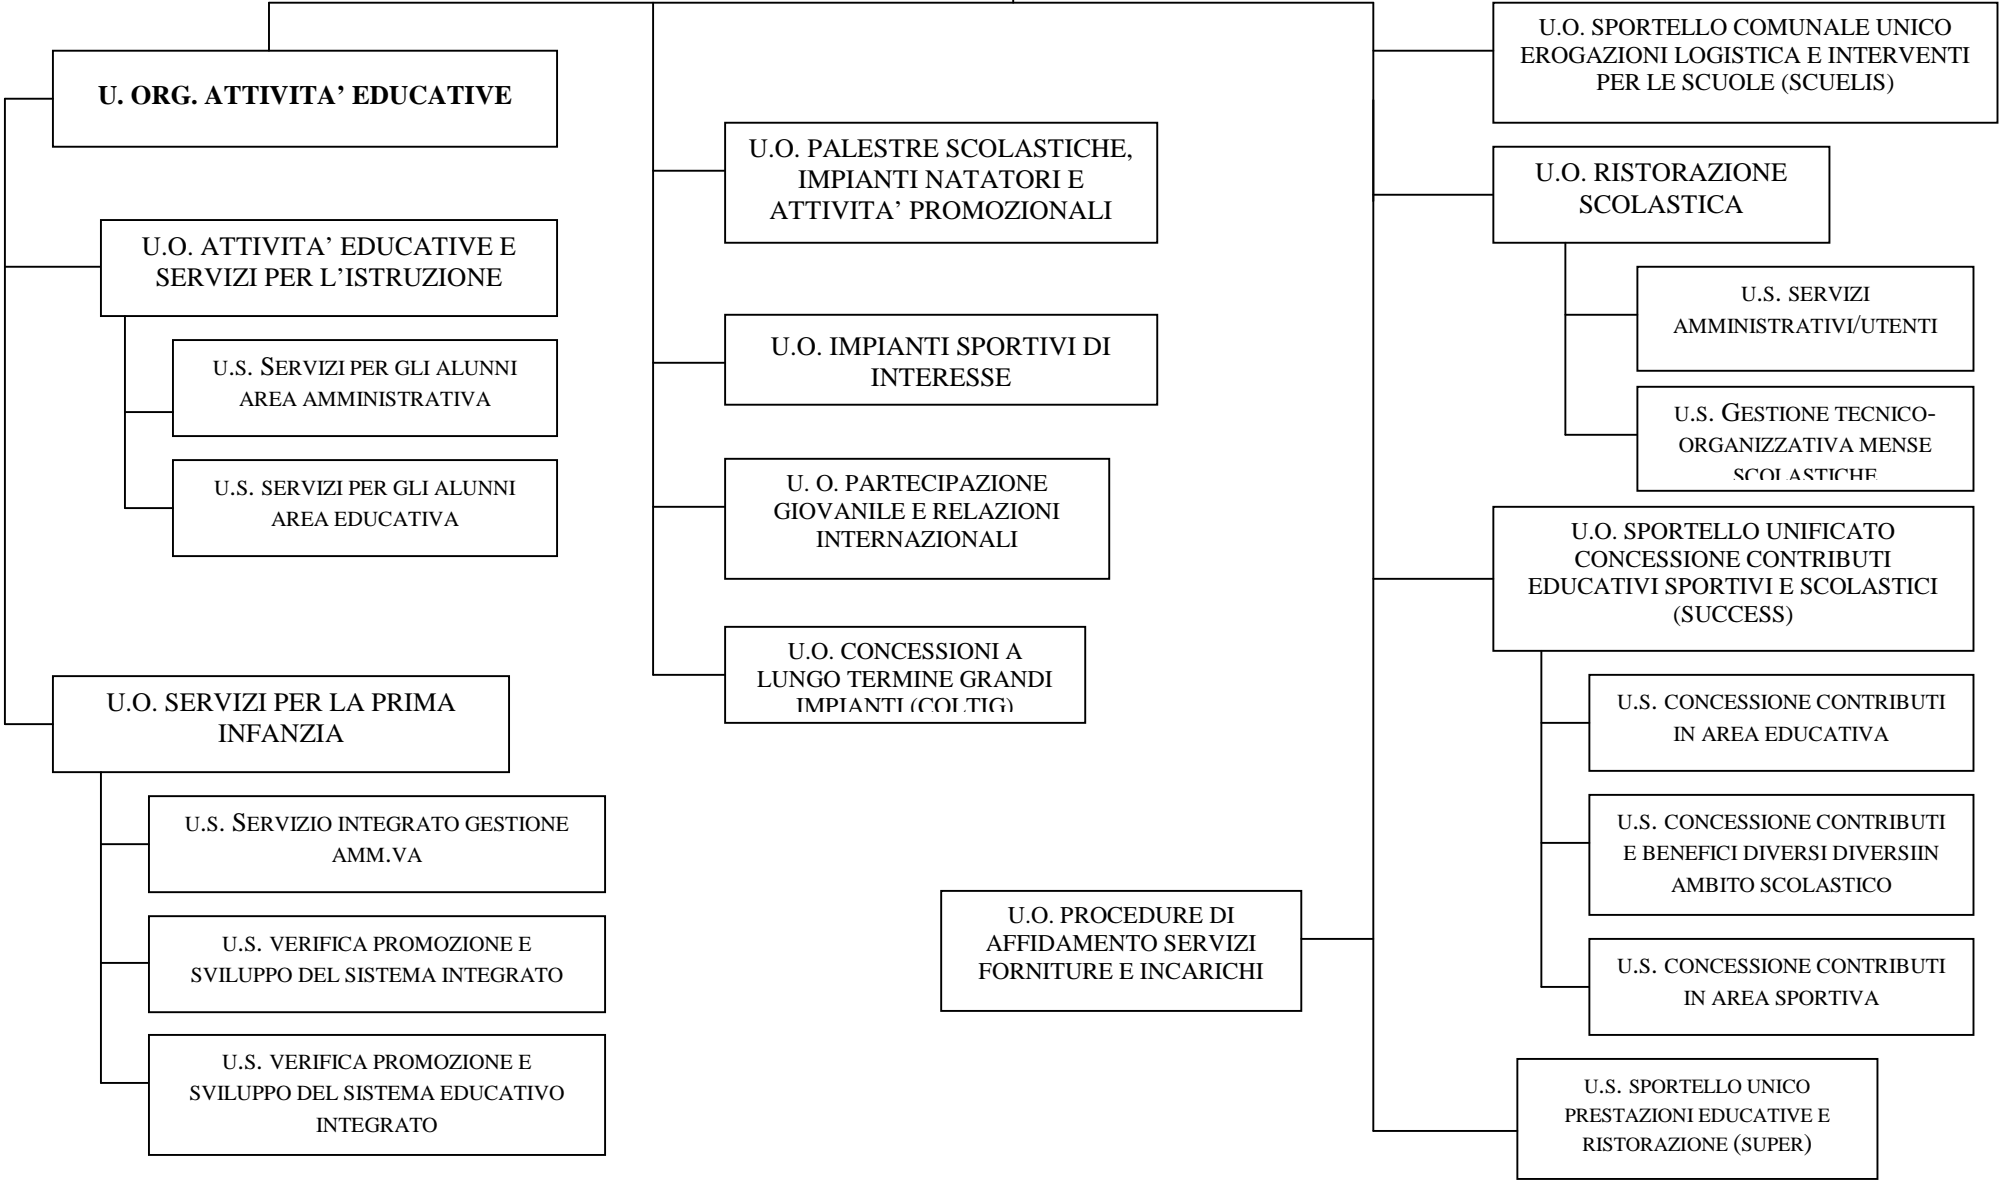 U. ORG. ATTIVITA’ EDUCATIVE
U.O. ATTIVITA’ EDUCATIVE E
SERVIZI PER L’ISTRUZIONE
U.S. SERVIZI PER GLI ALUNNI
AREA AMMINISTRATIVA
U.S. SERVIZI PER GLI ALUNNI
AREA EDUCATIVA
U.O. SERVIZI PER LA PRIMA
INFANZIA
U.S. SERVIZIO INTEGRATO GESTIONE
AMM.VA
U.S. VERIFICA PROMOZIONE E
SVILUPPO DEL SISTEMA INTEGRATO
U.S. VERIFICA PROMOZIONE E
SVILUPPO DEL SISTEMA EDUCATIVO
INTEGRATO
U.O. PALESTRE SCOLASTICHE,
IMPIANTI NATATORI E
ATTIVITA’ PROMOZIONALI
U.O. IMPIANTI SPORTIVI DI
INTERESSE
U. O. PARTECIPAZIONE
GIOVANILE E RELAZIONI
INTERNAZIONALI
U.O. CONCESSIONI A
LUNGO TERMINE GRANDI
IMPIANTI (COLTIG)
U.O. PROCEDURE DI
AFFIDAMENTO SERVIZI
FORNITURE E INCARICHI
U.O. SPORTELLO COMUNALE UNICO
EROGAZIONI LOGISTICA E INTERVENTI
PER LE SCUOLE (SCUELIS)
U.O. RISTORAZIONE
SCOLASTICA
U.S. SERVIZI
AMMINISTRATIVI/UTENTI
U.S. GESTIONE TECNICO-
ORGANIZZATIVA MENSE
SCOLASTICHE
U.O. SPORTELLO UNIFICATO
CONCESSIONE CONTRIBUTI
EDUCATIVI SPORTIVI E SCOLASTICI
(SUCCESS)
U.S. CONCESSIONE CONTRIBUTI
IN AREA EDUCATIVA
U.S. CONCESSIONE CONTRIBUTI
E BENEFICI DIVERSI DIVERSIIN
AMBITO SCOLASTICO
U.S. CONCESSIONE CONTRIBUTI
IN AREA SPORTIVA
U.S. SPORTELLO UNICO
PRESTAZIONI EDUCATIVE E
RISTORAZIONE (SUPER)